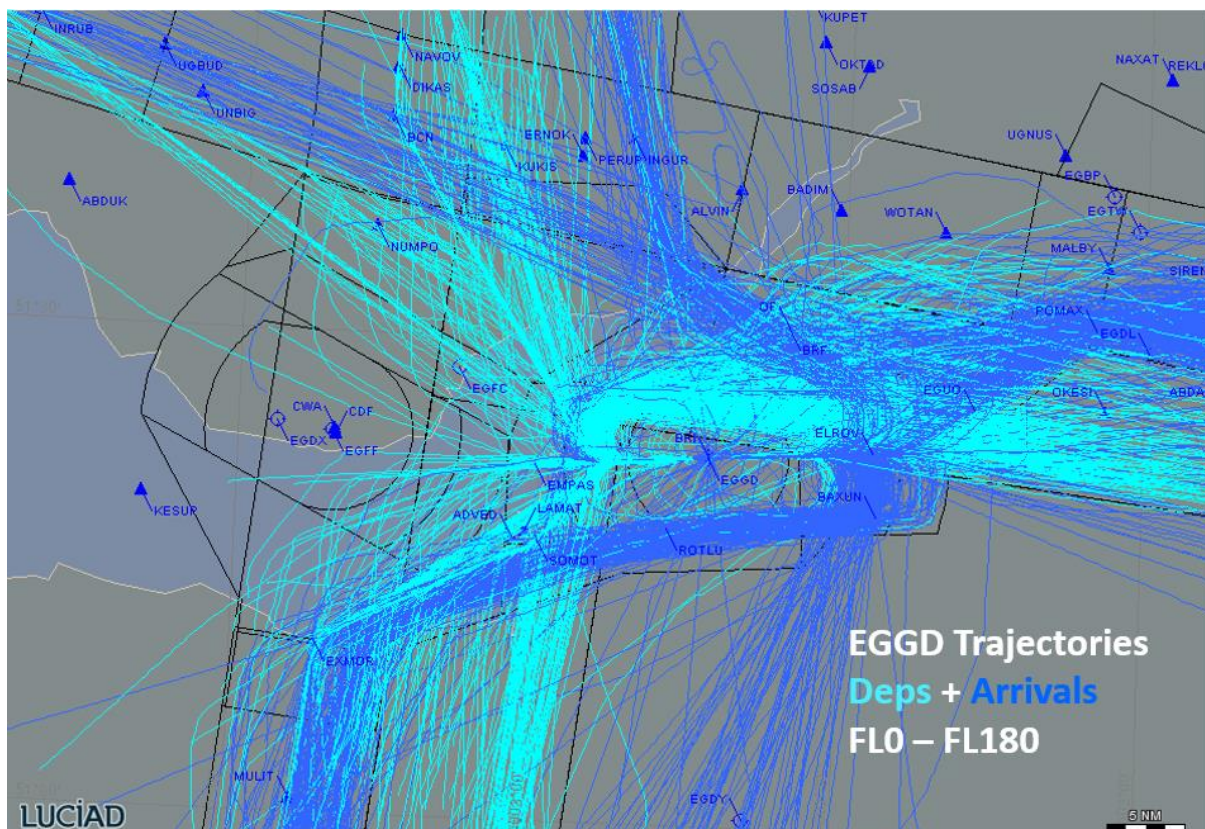 INRUB
UGBUD
UNBIG
NAVOV
DIKAS
BCN
KUPET
OKTAD
SOSAB
NAXAT
REKLU
ERNOK
PERUP
INGUR
KUKIS
UGNUS
EGBP
ABDUK
ALVIN
BADIM
WOTAN
EGTW
NUMPO
MALBY
SIREN
OF
POMAX
BRF
EGDL
EGFC
EGUO
OKESI
ABDA
CWA
CDF
EGDX
EGFF
BRI
ELROV
EGGD
KESUP
EMPAS
BAXUN
ADVED
LAMAT
SOMOT
ROTLU
EXMOR
EGGD Trajectories
Deps + Arrivals
FL0 – FL180
MULIT
EGDY
LUCIAD
5 NM